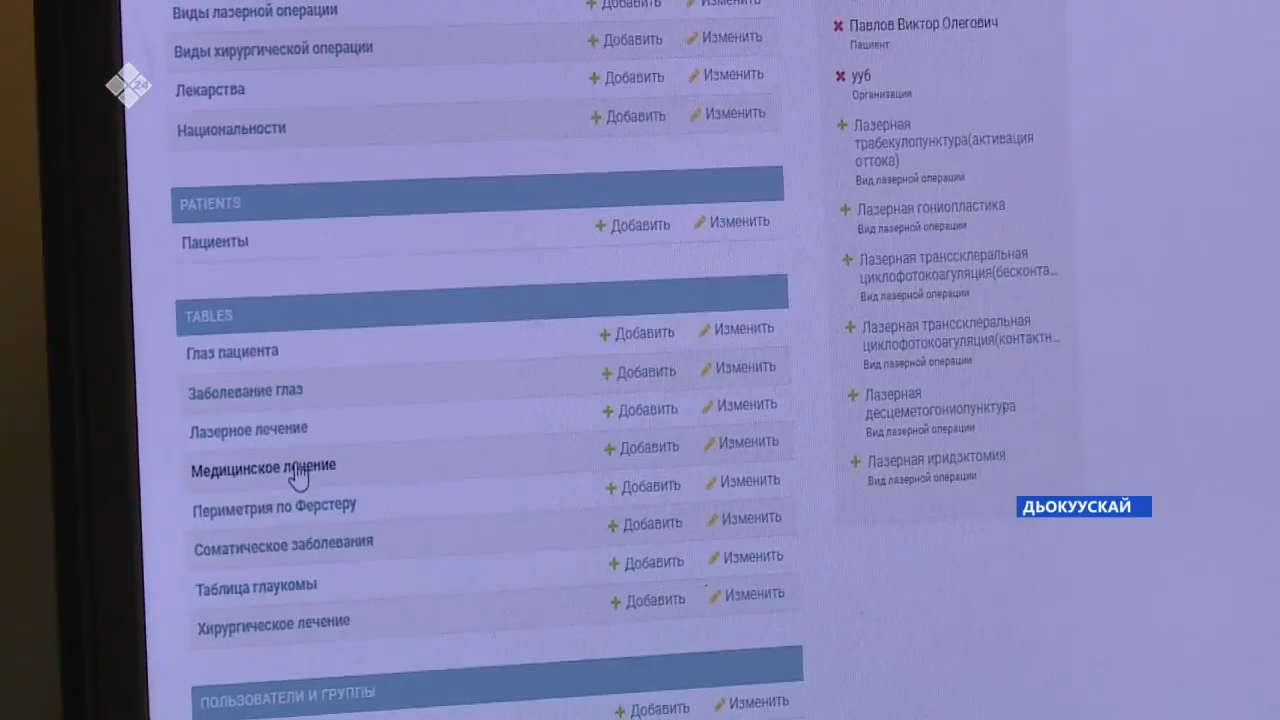 Виды лазерной операции Добавить Изменить
Виды хирургической операции Добавить Изменить
Лекарства Добавить Изменить
Национальности Добавить Изменить
PATIENTS
Пациенты Добавить Изменить
TABLES
Глаз пациента Добавить Изменить
Заболевание глаз Добавить Изменить
Лазерное лечение Добавить Изменить
Медицинское лечение Добавить Изменить
Периметрия по Ферстеру Добавить Изменить
Соматическое заболевания Добавить Изменить
Таблица глаукомы Добавить Изменить
Хирургическое лечение Добавить Изменить
ПОЛЬЗОВАТЕЛИ И ГРУППЫ
Добавить Изменить
Павлов Виктор Олегович
Пациент
ууб
Организация
Лазерная
трабекулопунктура(активация
оттока)
Вид лазерной операции
Лазерная гониопластика
Вид лазерной операции
Лазерная транссклеральная
циклофотокоагуляция(бесконта...
Вид лазерной операции
Лазерная транссклеральная
циклофотокоагуляция(контактн...
Вид лазерной операции
Лазерная
десцеметогониопунктура
Вид лазерной операции
Лазерная иридэктомия
Вид лазерной операции
ДЬОКУУСКАЙ
24